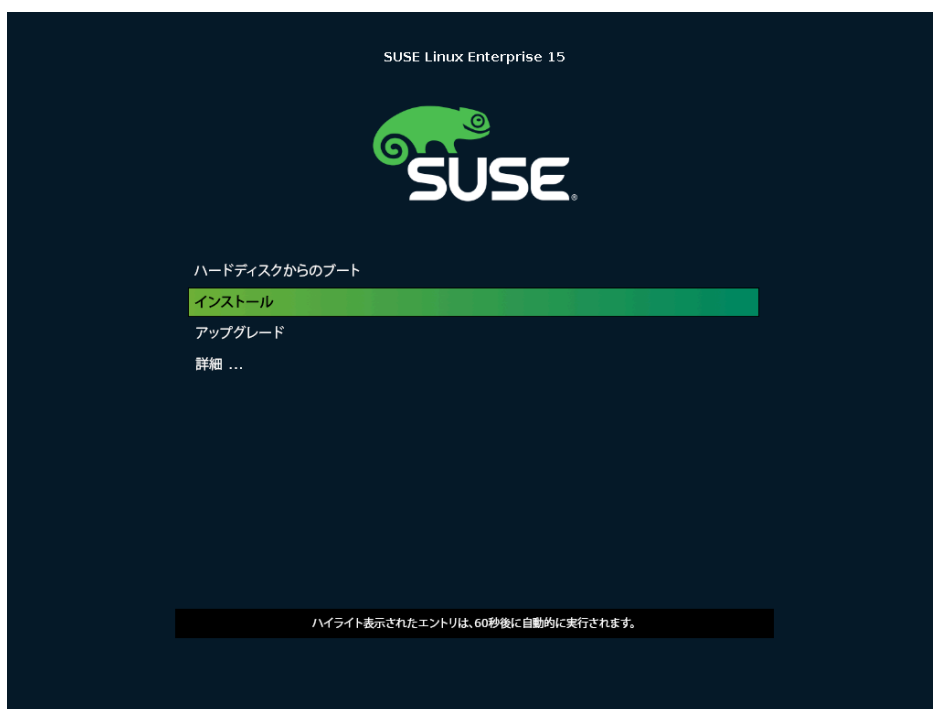 SUSE Linux Enterprise 15
SUSE®
ハードディスクからのブート
インストール
アップグレード
詳細 ...
ハイライト表示されたエントリは、60秒後に自動的に実行されます。